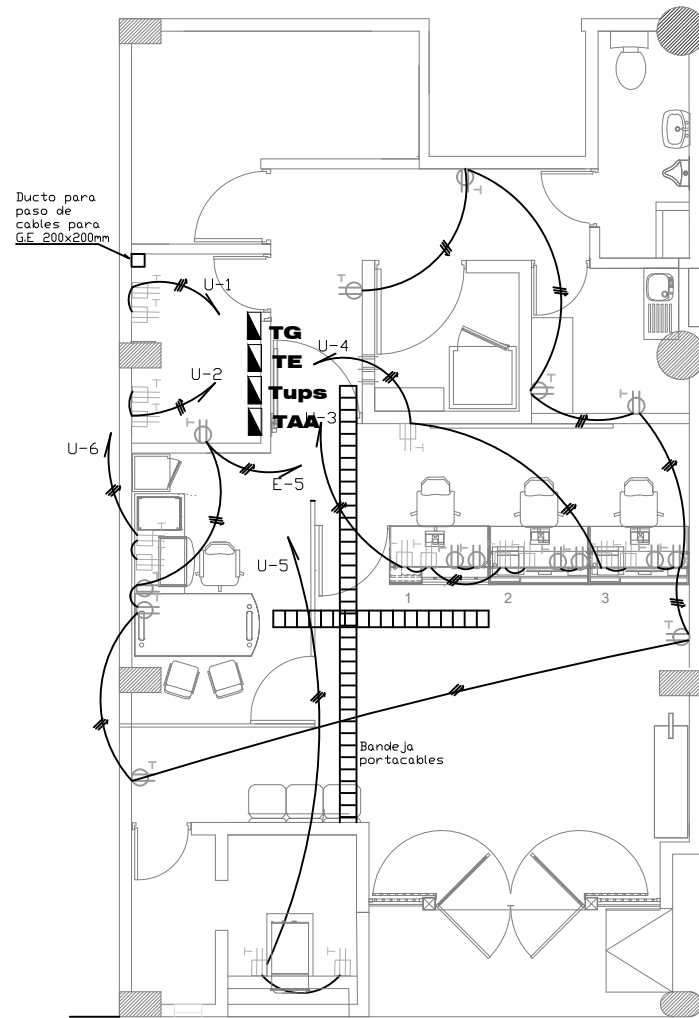 Ducto para
paso de
cables para
G.E 200x200mm
U-1
TG
U-4
TE
U-2
Tups
TAA
U-3
U-6
E-5
U-5
1
2
3
Bandeja
portacables
T
T
T
T
T
T
T
T
T
T
T
T